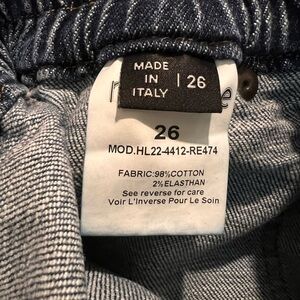 MADE
IN
ITALY
26
26
MOD.HL22-4412-RE474
FABRIC:98%COTTON
2%ELASTHAN
See reverse for care
Voir L'Inverse Pour Le Soin